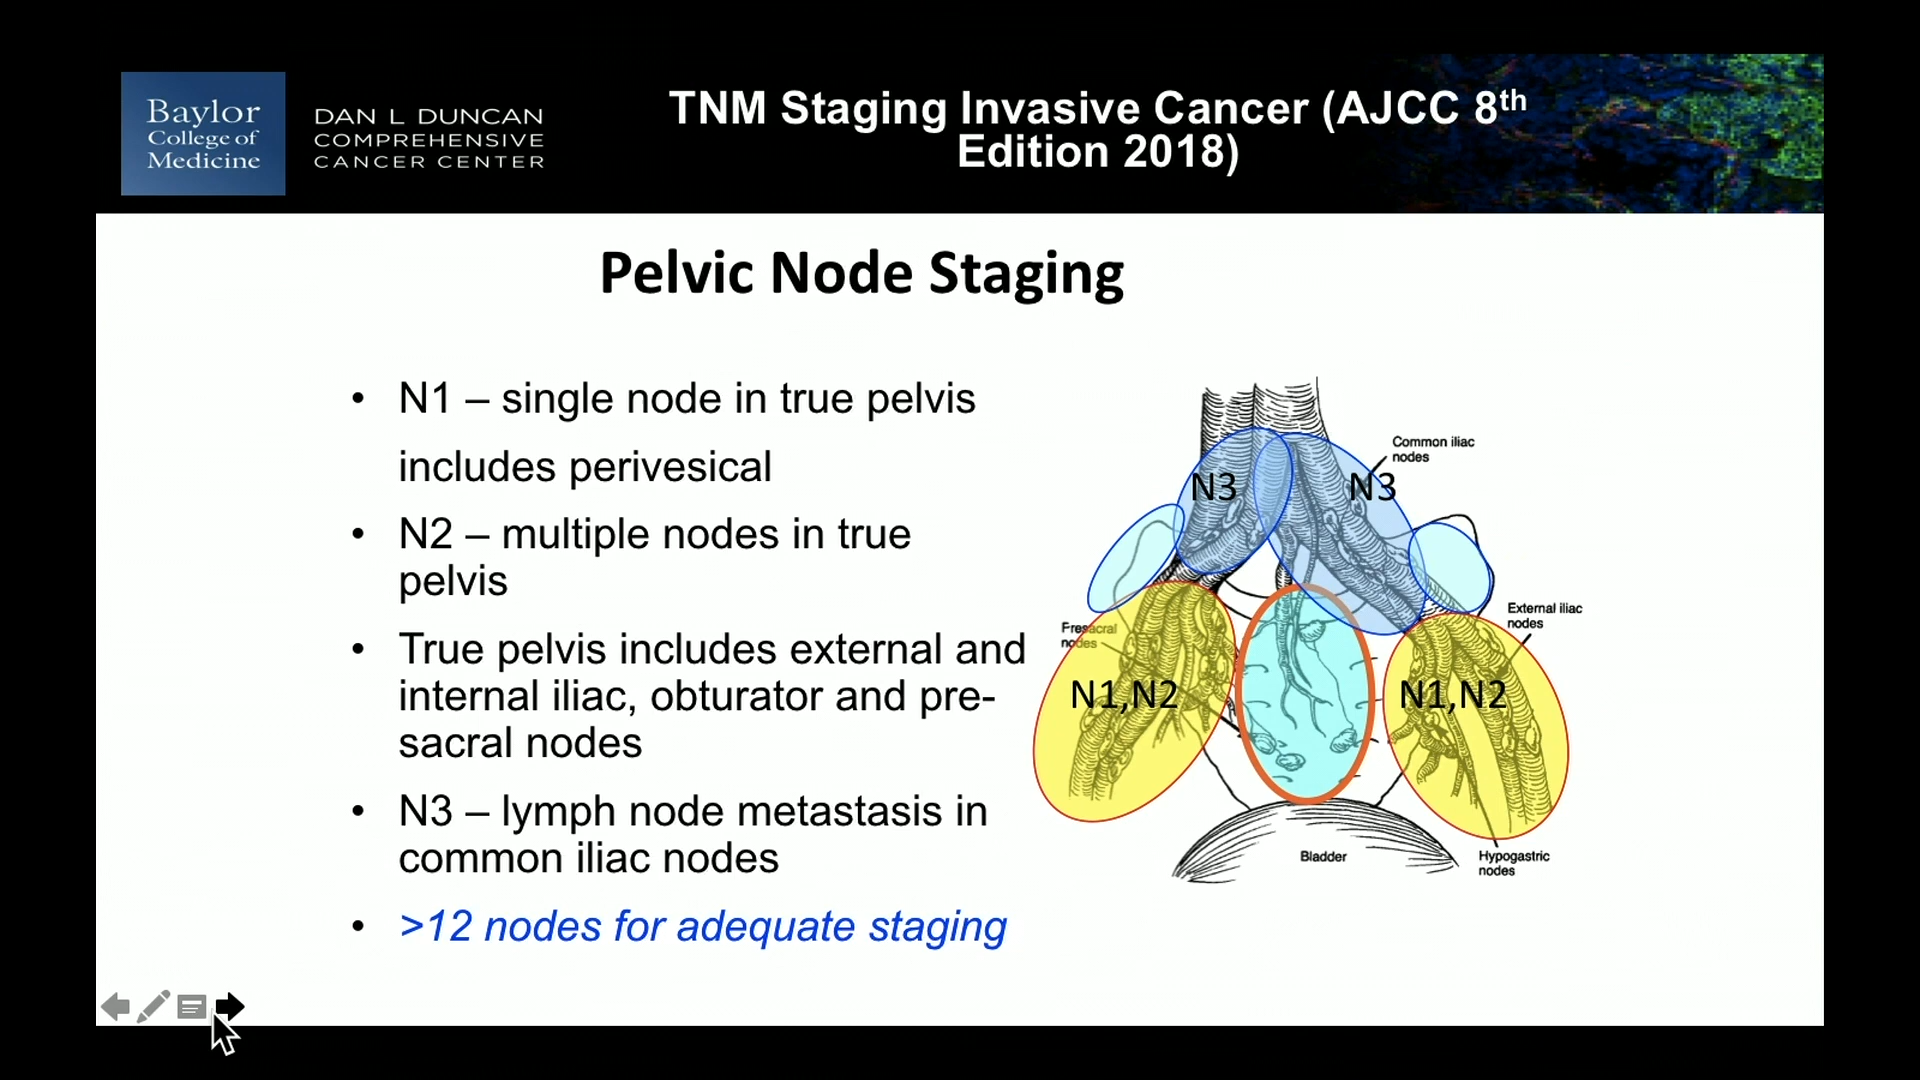 Baylor
College of
Medicine
DAN L DUNCAN
COMPREHENSIVE
CANCER CENTER
TNM Staging Invasive Cancer (AJCC 8th
Edition 2018)
Pelvic Node Staging
• N1 – single node in true pelvis
includes perivesical
• N2 – multiple nodes in true
pelvis
• True pelvis includes external and
internal iliac, obturator and pre-
sacral nodes
• N3 – lymph node metastasis in
common iliac nodes
• >12 nodes for adequate staging
Common iliac
nodes
N3
N3
External iliac
nodes
Presacral
nodes
N1,N2
N1,N2
Bladder
Hypogastric
nodes